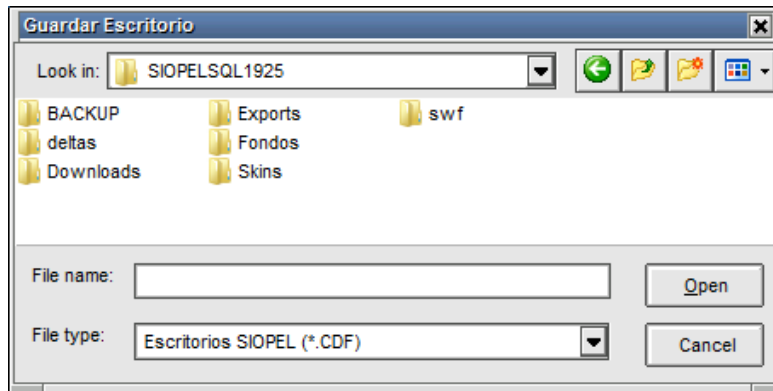 Guardar Escritorio
Look in: SIOPELSQL1925
BACKUP Exports swf
deltas Fondos
Downloads Skins
File name:
Open
File type: Escritorios SIOPEL (*.CDF)
Cancel